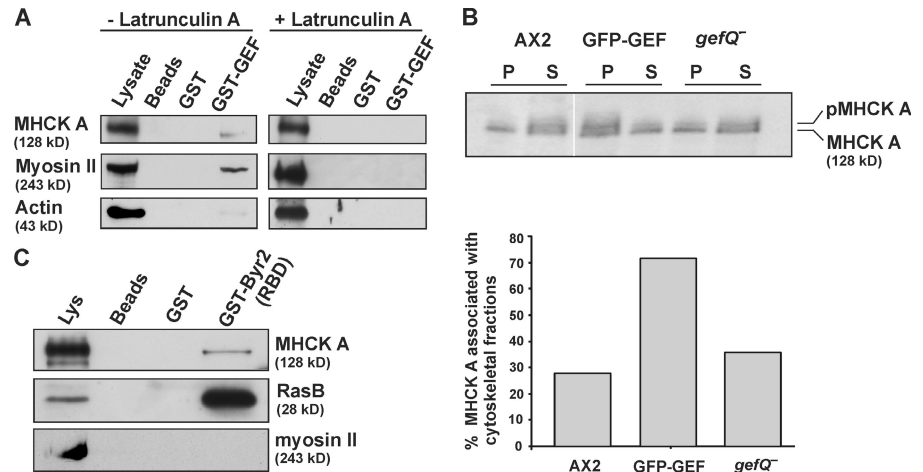 A
- Latrunculin A
+ Latrunculin A
Lysate
Beads
GST
GST-GEF
Lysate
Beads
GST
GST-GEF
MHCK A
(128 kD)
Myosin II
(243 kD)
Actin
(43 kD)
B
AX2 GFP-GEF gefQ–
P S P S P S
pMHCK A
MHCK A
(128 kD)
% MHCK A associated with
cytoskeletal fractions
80
70
60
50
40
30
20
10
0
AX2 GFP-GEF gefQ–
C
Lys
Beads
GST
GST-Byr2
(RBD)
MHCK A
(128 kD)
RasB
(28 kD)
myosin II
(243 kD)